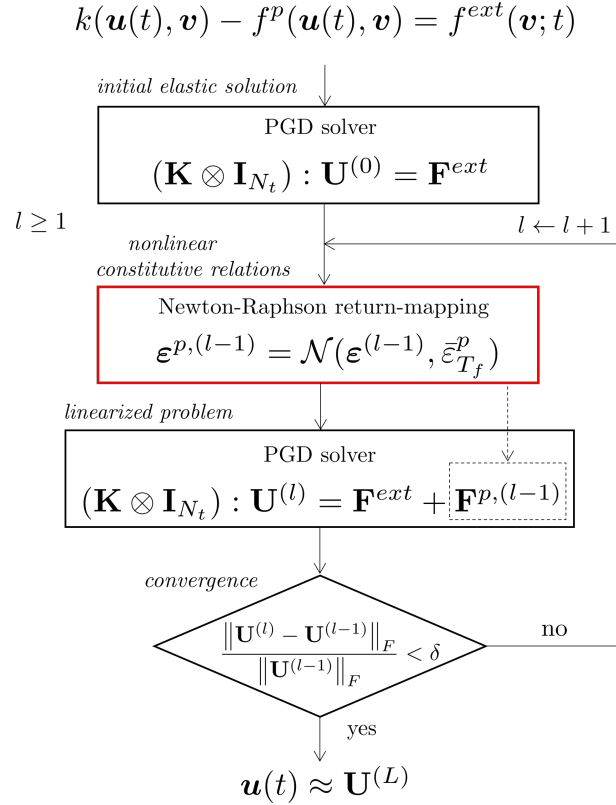 k(u(t), v) − f^p(u(t), v) = f^{ext}(v; t)
initial elastic solution
PGD solver
(K ⊗ I_{N_t}) : U^{(0)} = F^{ext}
l ≥ 1
l ← l + 1
nonlinear
constitutive relations
Newton-Raphson return-mapping
ε^{p,(l−1)} = 𝒩(ε^{(l−1)}, ε̄^p_{T_f})
linearized problem
PGD solver
(K ⊗ I_{N_t}) : U^{(l)} = F^{ext} + F^{p,(l−1)}
convergence
‖U^{(l)} − U^{(l−1)}‖_F / ‖U^{(l−1)}‖_F < δ
no
yes
u(t) ≈ U^{(L)}